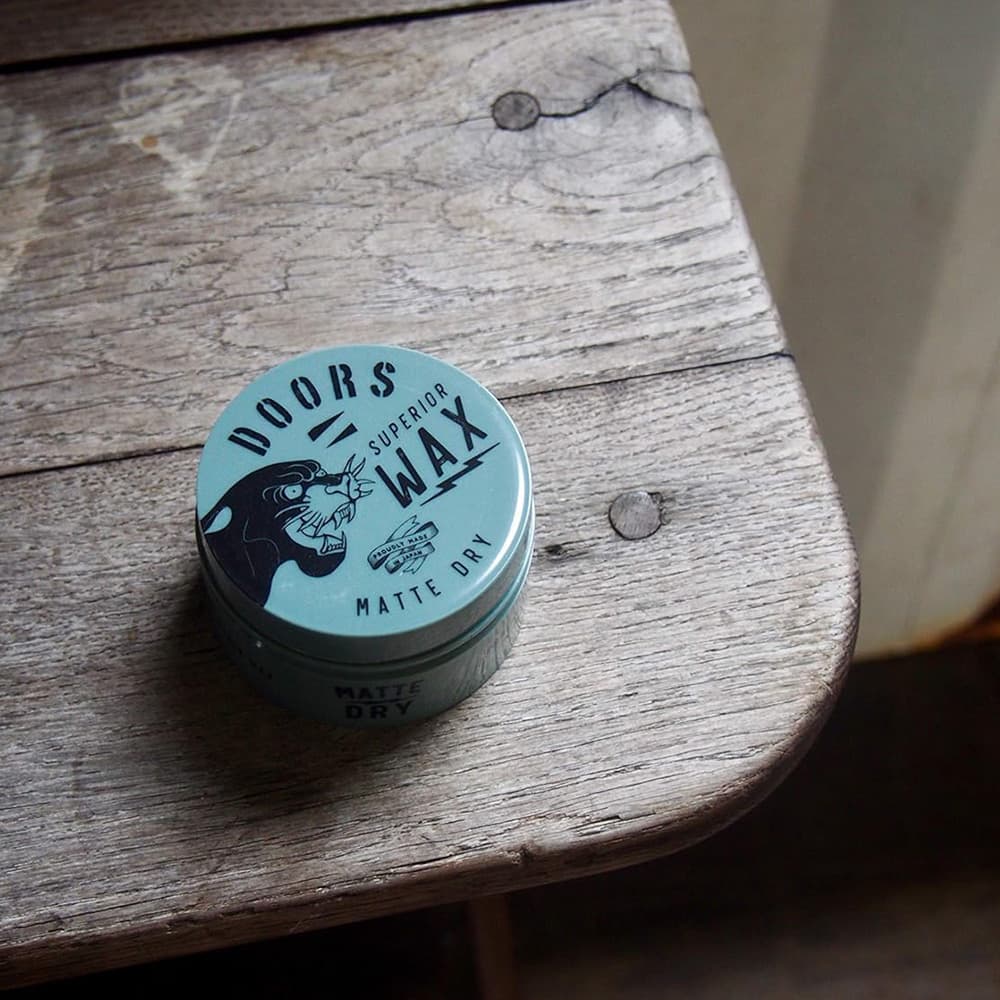 DOORS
SUPERIOR
WAX
PROUDLY MADE
IN JAPAN
MATTE DRY
MATTE
DRY